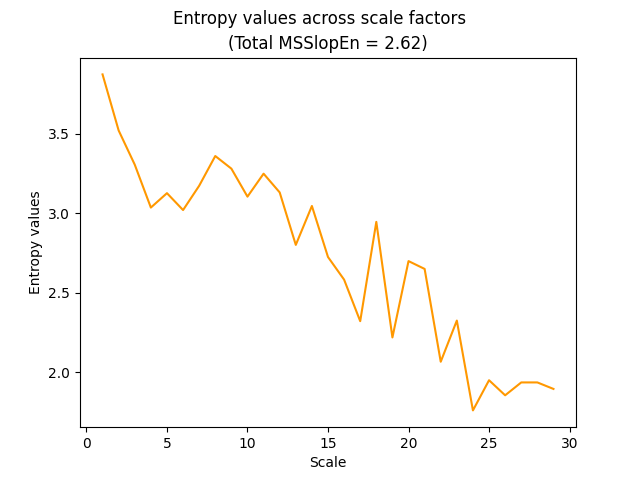 Entropy values across scale factors
(Total MSSlopEn = 2.62)
3.5
3.0
2.5
2.0
Entropy values
0 5 10 15 20 25 30
Scale